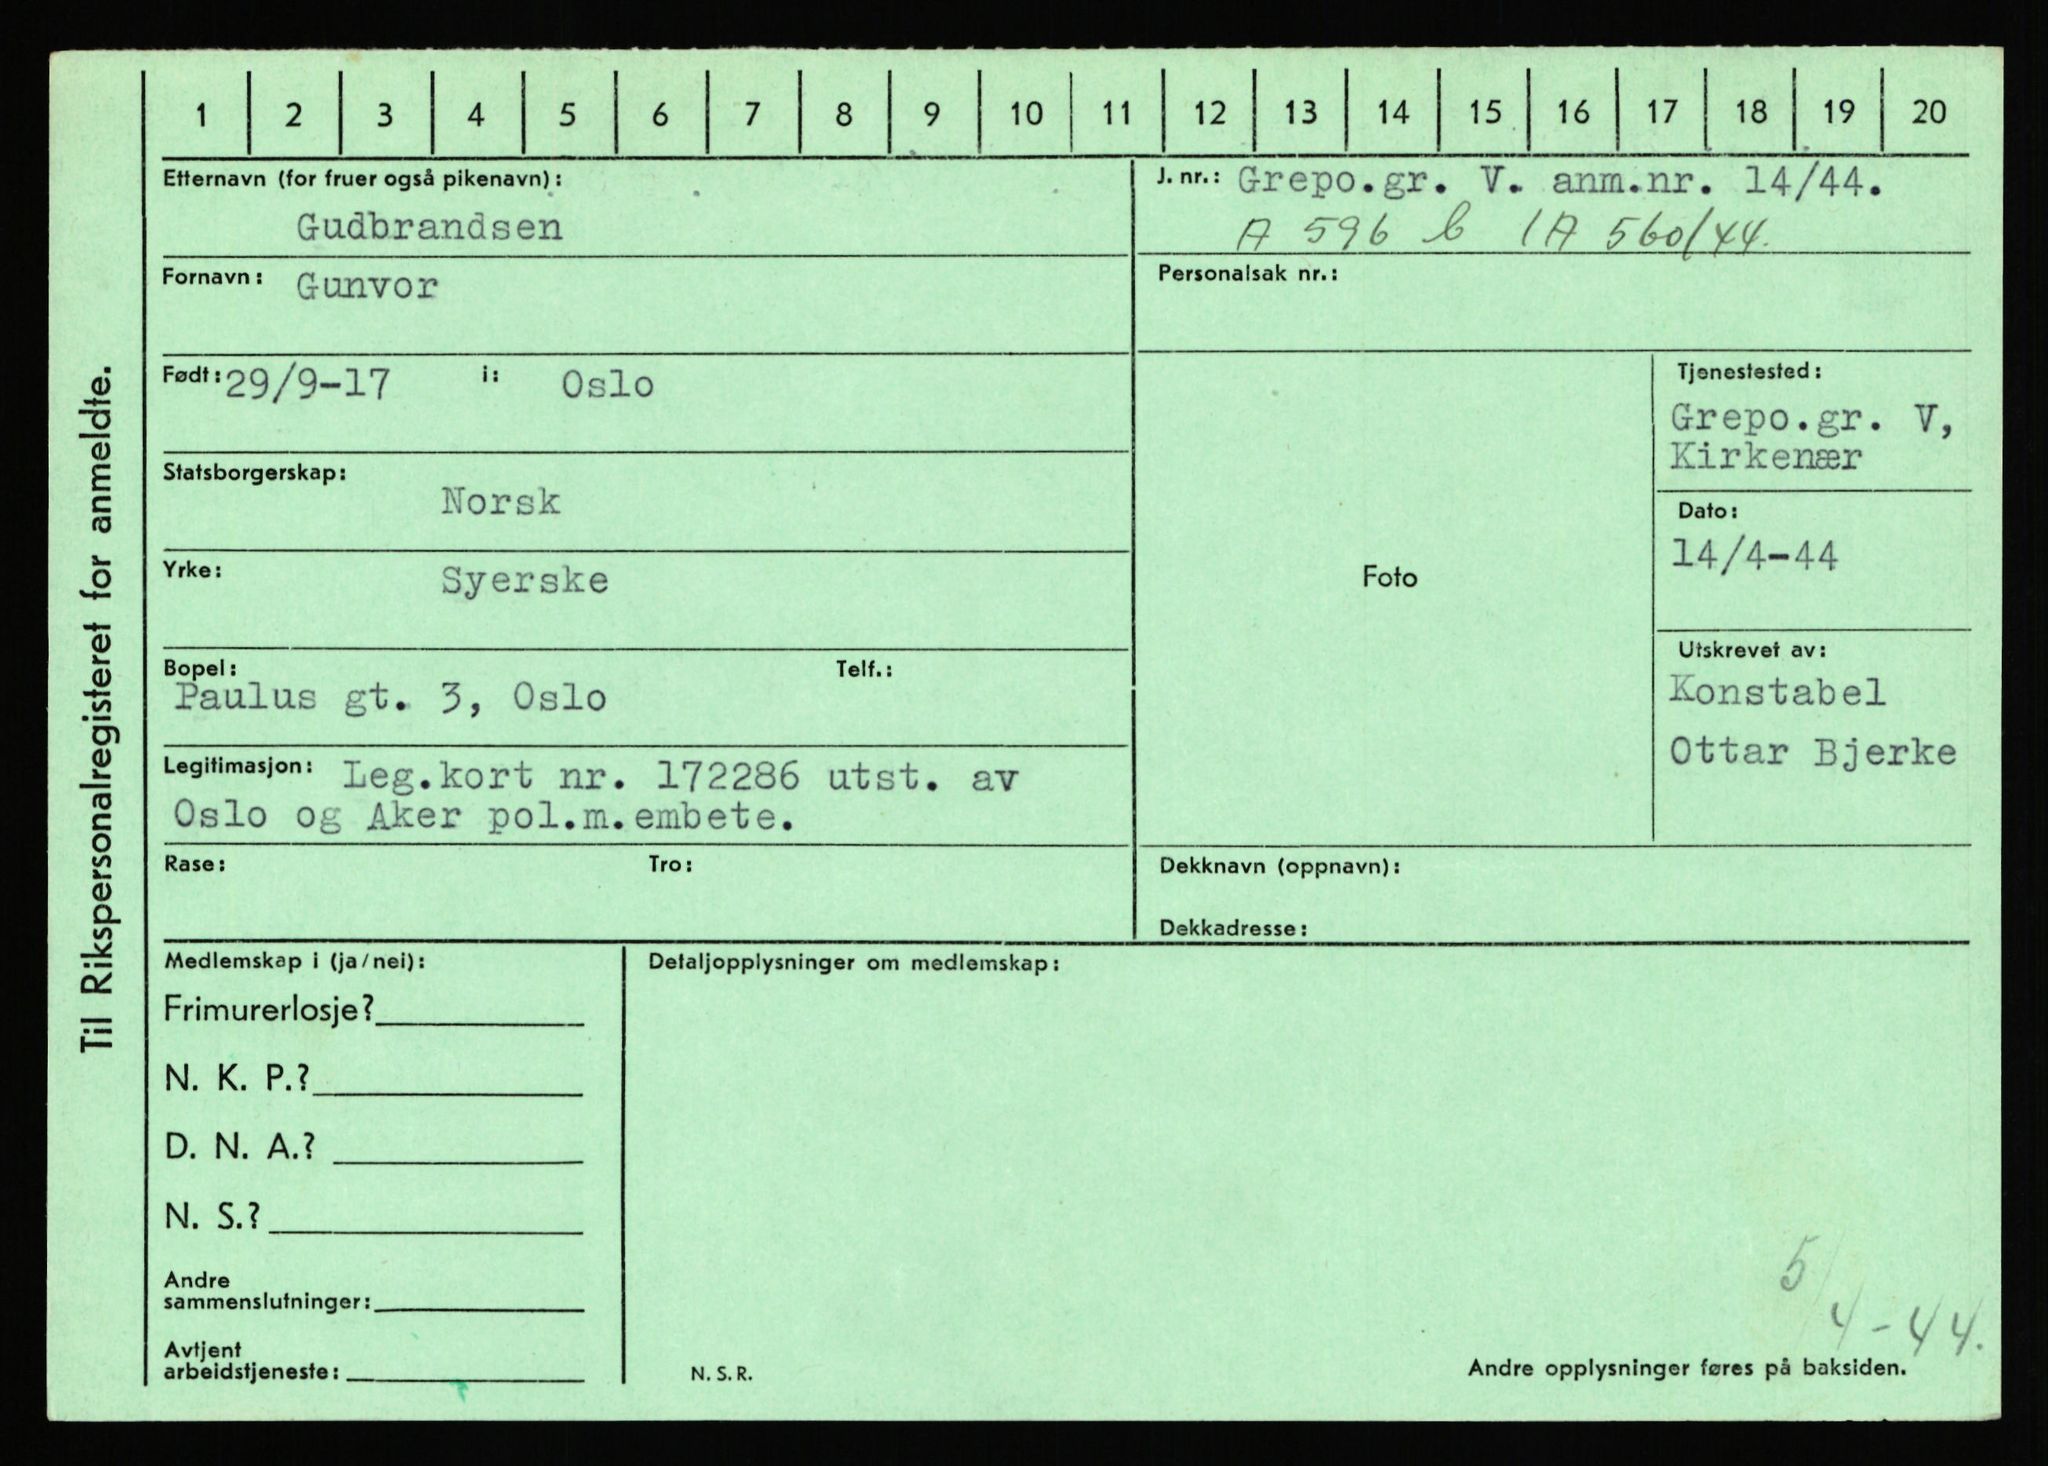 Til Rikspersonalregisteret for anmeldte.
1 2 3 4 5 6 7 8 9 10 11 12 13 14 15 16 17 18 19 20
Etternavn (for fruer også pikenavn):
Gudbrandsen
Fornavn: Gunvor
Født: 29/9-17 i: Oslo
Statsborgerskap:
Norsk
Yrke: Syerske
Bopel: Telf.:
Paulus gt. 3, Oslo
Legitimasjon: Leg.kort nr. 172286 utst. av
Oslo og Aker pol.m.embete.
Rase: Tro:
J. nr.: Grepo.gr. V. anm.nr. 14/44.
A 596 b 1A 560/44.
Personalsak nr.:
Foto
Tjenestested:
Grepo.gr. V,
Kirkenær
Dato:
14/4-44
Utskrevet av:
Konstabel
Ottar Bjerke
Dekknavn (oppnavn):
Dekkadresse:
Medlemskap i (ja/nei):
Frimurerlosje?
N. K. P.?
D. N. A.?
N. S.?
Andre
sammenslutninger:
Avtjent
arbeidstjeneste:
Detaljopplysninger om medlemskap:
5/4-44.
N. S. R.
Andre opplysninger føres på baksiden.